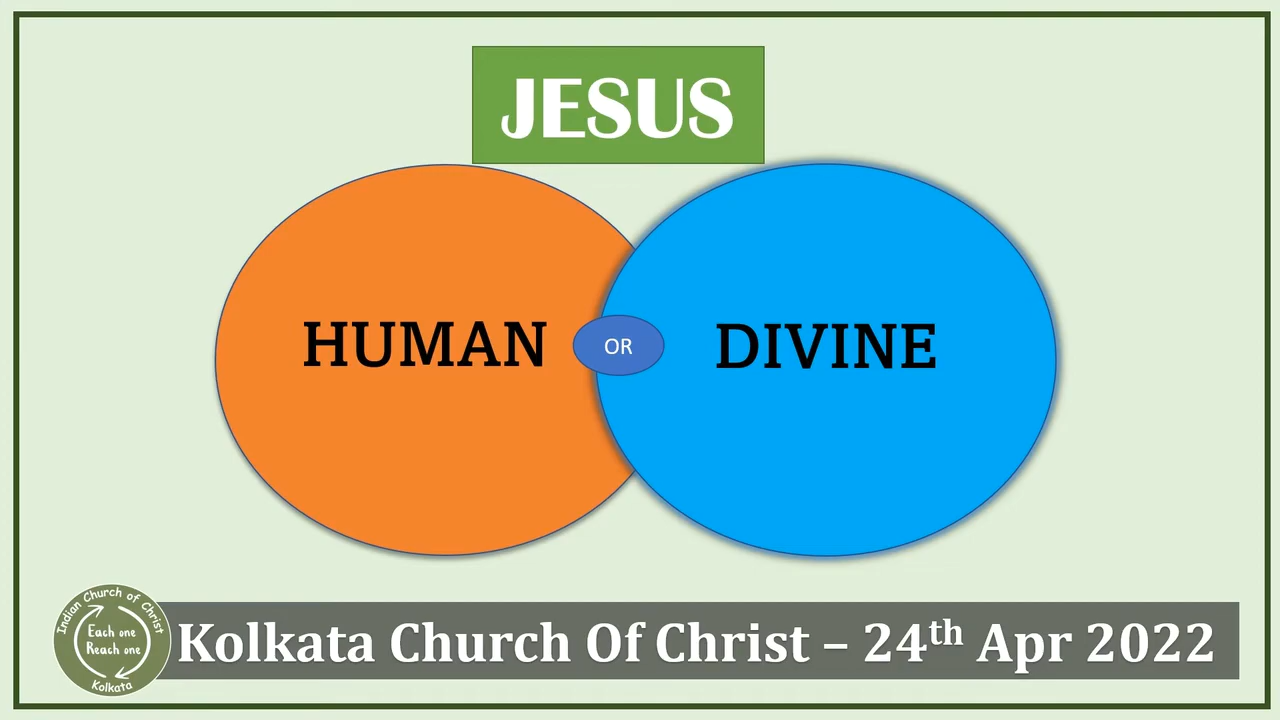 JESUS
HUMAN OR DIVINE
Indian Church of Christ
Each one
Reach one
Kolkata
Kolkata Church Of Christ – 24th Apr 2022